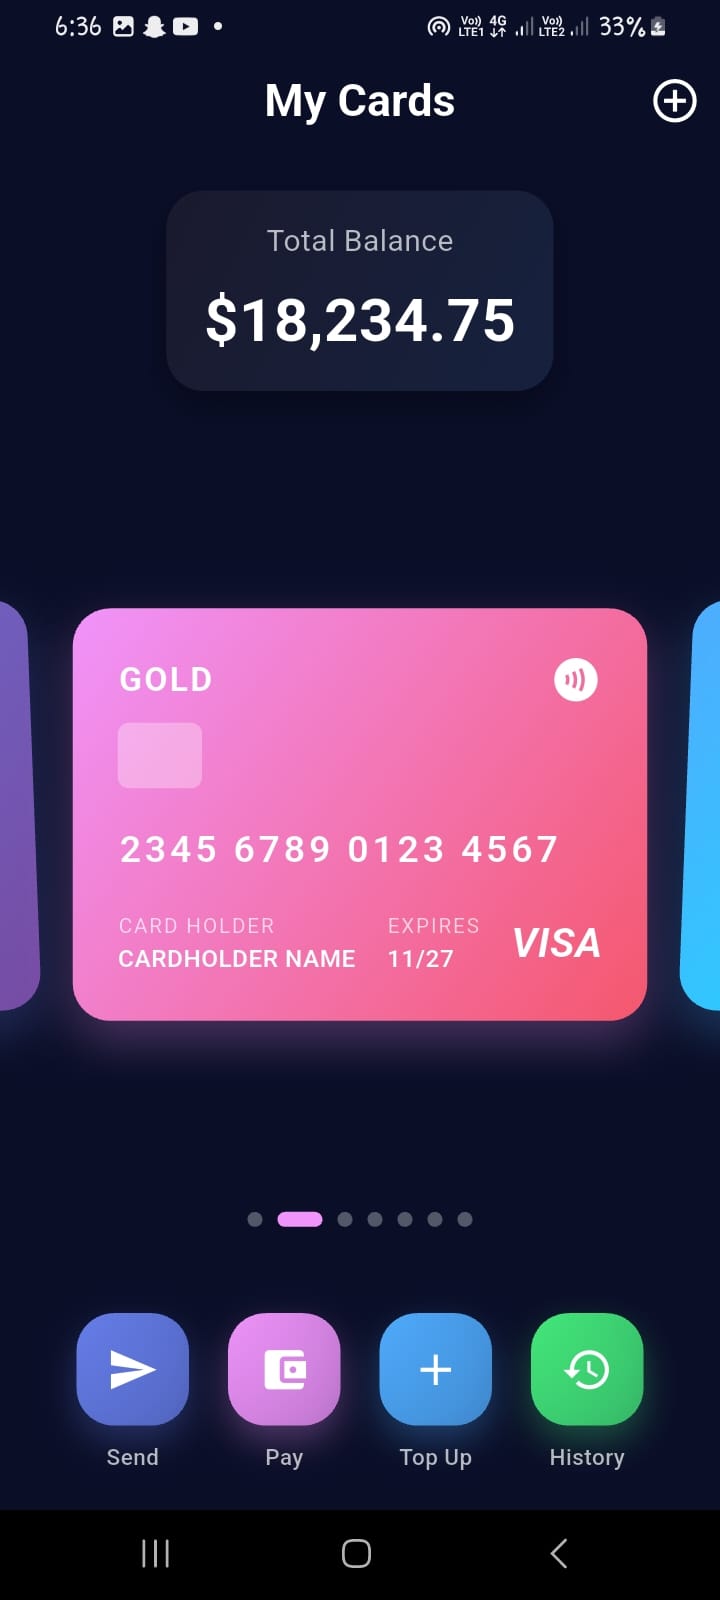 6:36
Vo)) 4G Vo)) 33%
LTE1 LTE2
My Cards
Total Balance
$18,234.75
GOLD
2345 6789 0123 4567
CARD HOLDER EXPIRES
CARDHOLDER NAME 11/27 VISA
Send Pay Top Up History